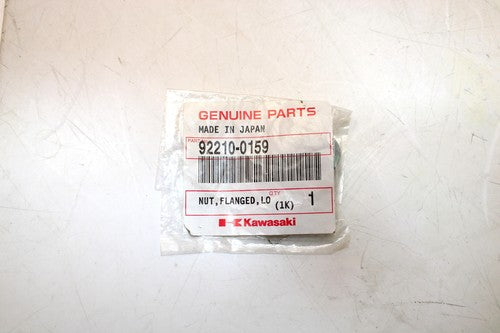 GENUINE PARTS
MADE IN JAPAN
92210-0159
NUT,FLANGED,LO QTY (1K) 1
Kawasaki